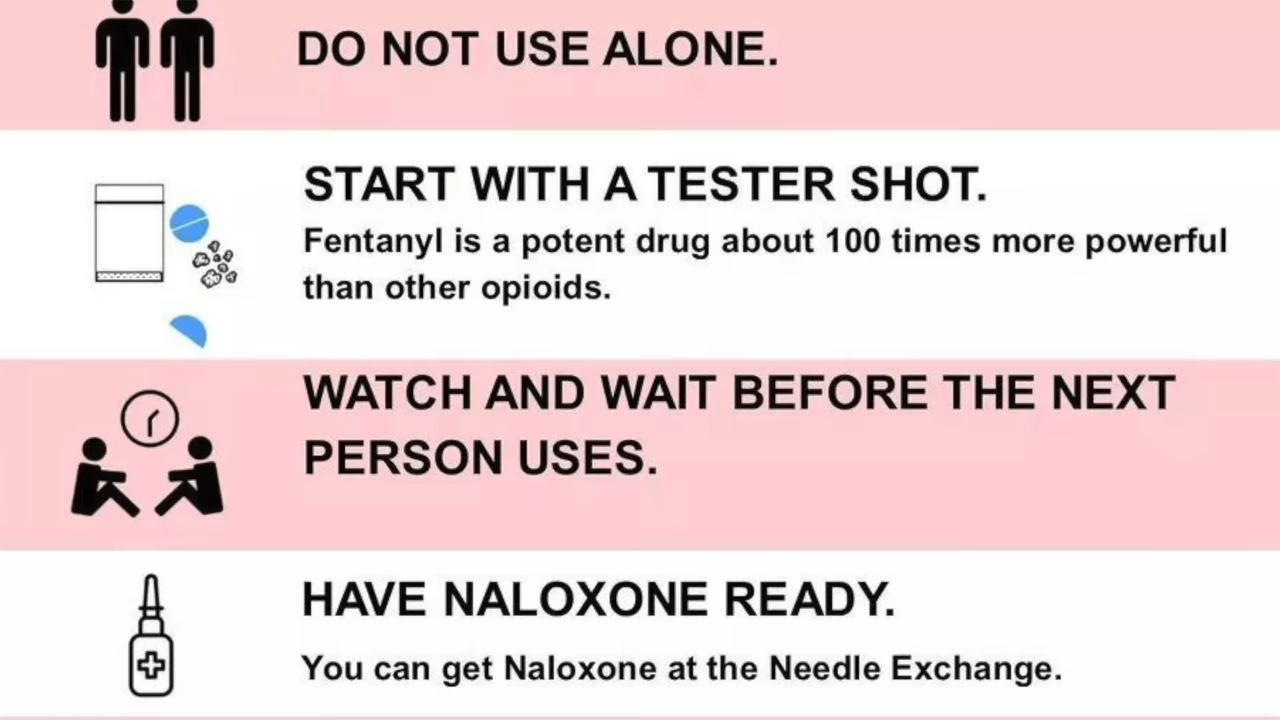 DO NOT USE ALONE.
START WITH A TESTER SHOT.
Fentanyl is a potent drug about 100 times more powerful
than other opioids.
WATCH AND WAIT BEFORE THE NEXT
PERSON USES.
HAVE NALOXONE READY.
You can get Naloxone at the Needle Exchange.